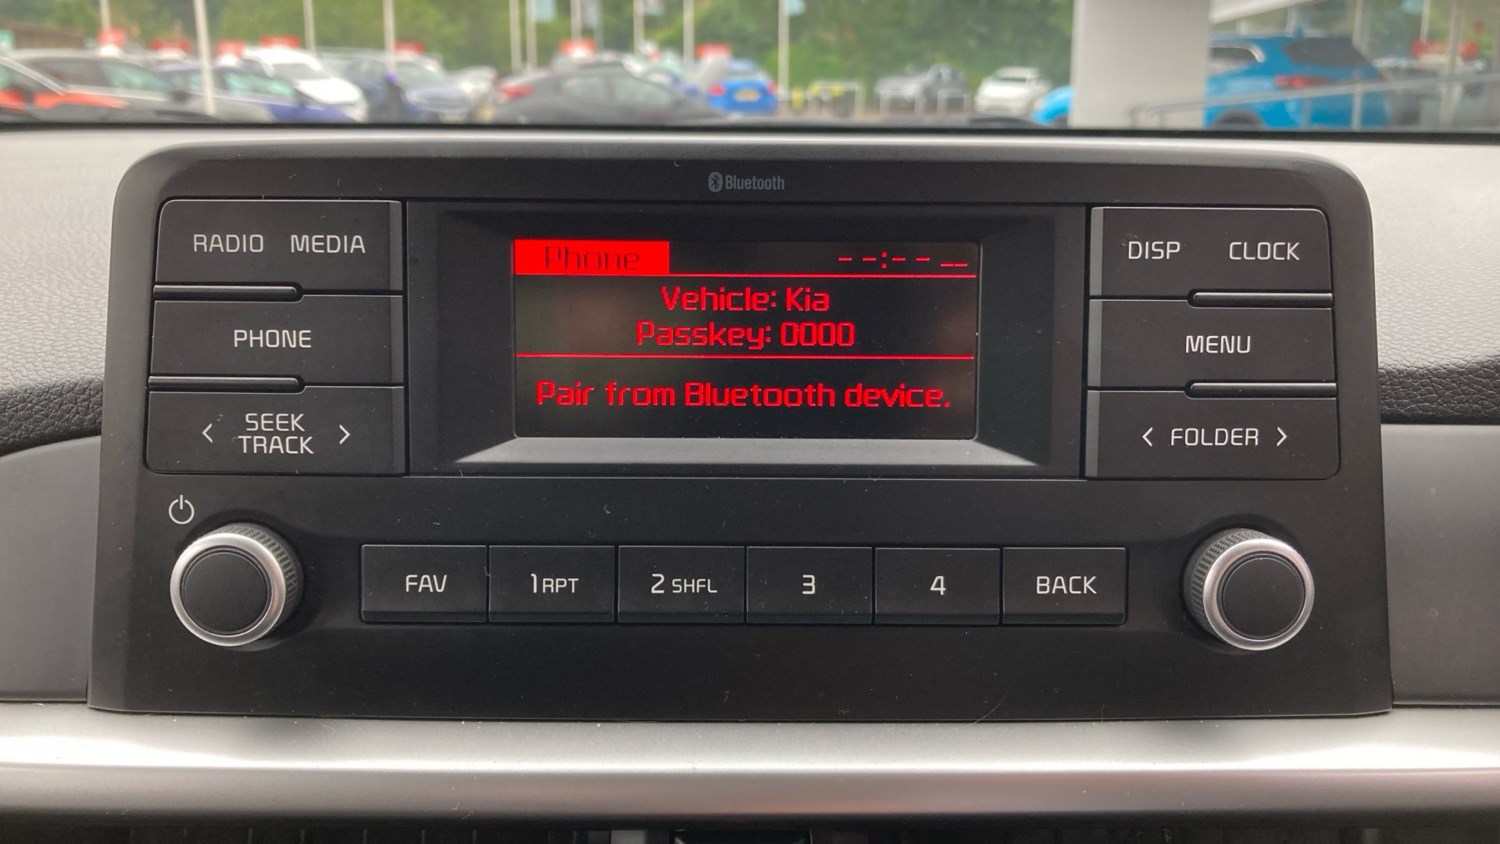 Bluetooth
RADIO MEDIA
Phone --:-- --
DISP CLOCK
Vehicle: Kia
Passkey: 0000
PHONE
MENU
Pair from Bluetooth device.
< SEEK TRACK >
< FOLDER >
FAV
1 RPT
2 SHFL
3
4
BACK